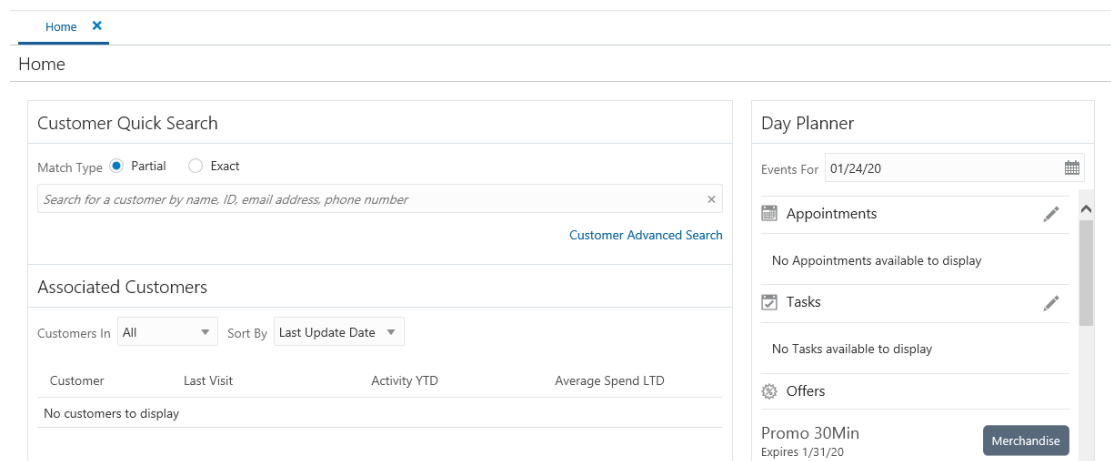 Home
Home
Customer Quick Search
Match Type Partial Exact
Search for a customer by name, ID, email address, phone number
Customer Advanced Search
Associated Customers
Customers In All Sort By Last Update Date
Customer Last Visit Activity YTD Average Spend LTD
No customers to display
Day Planner
Events For 01/24/20
Appointments
No Appointments available to display
Tasks
No Tasks available to display
Offers
Promo 30Min
Expires 1/31/20
Merchandise